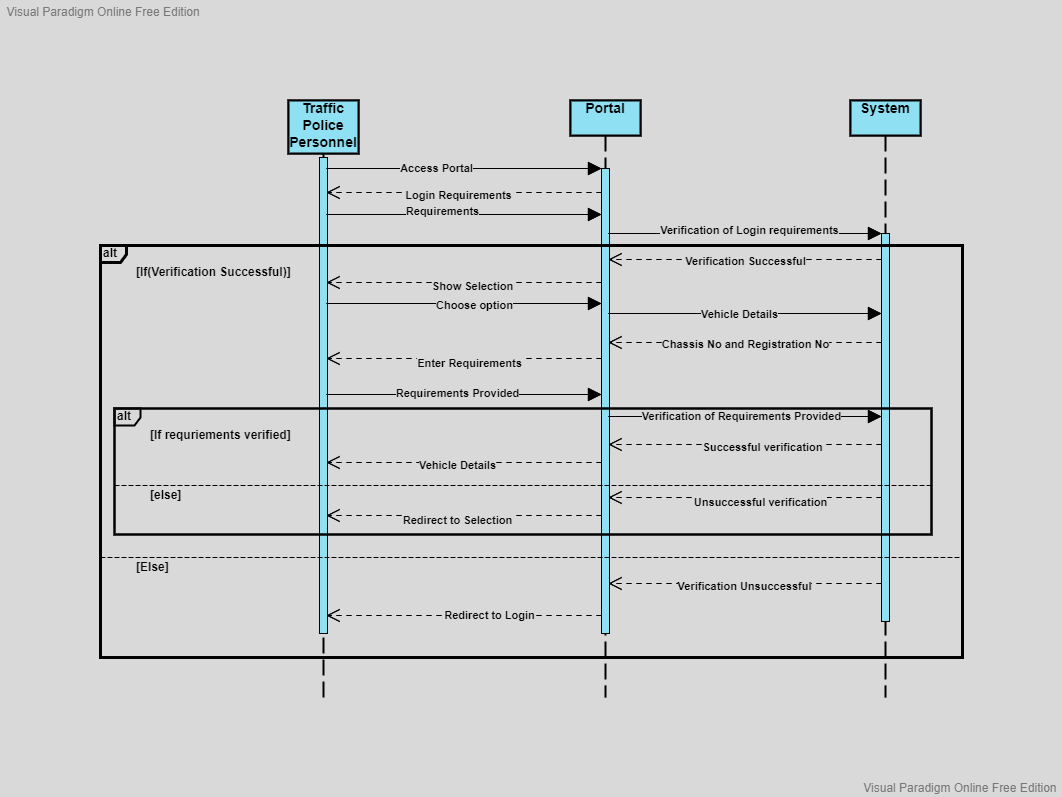 Visual Paradigm Online Free Edition
Traffic
Police
Personnel
Portal
System
Access Portal
Login Requirements
Requirements
Verification of Login requirements
alt
Verification Successful
[If(Verification Successful)]
Show Selection
Choose option
Vehicle Details
Chassis No and Registration No
Enter Requirements
Requirements Provided
alt
Verification of Requirements Provided
[If requriements verified]
Successful verification
Vehicle Details
[else]
Unsuccessful verification
Redirect to Selection
[Else]
Verification Unsuccessful
Redirect to Login
Visual Paradigm Online Free Edition